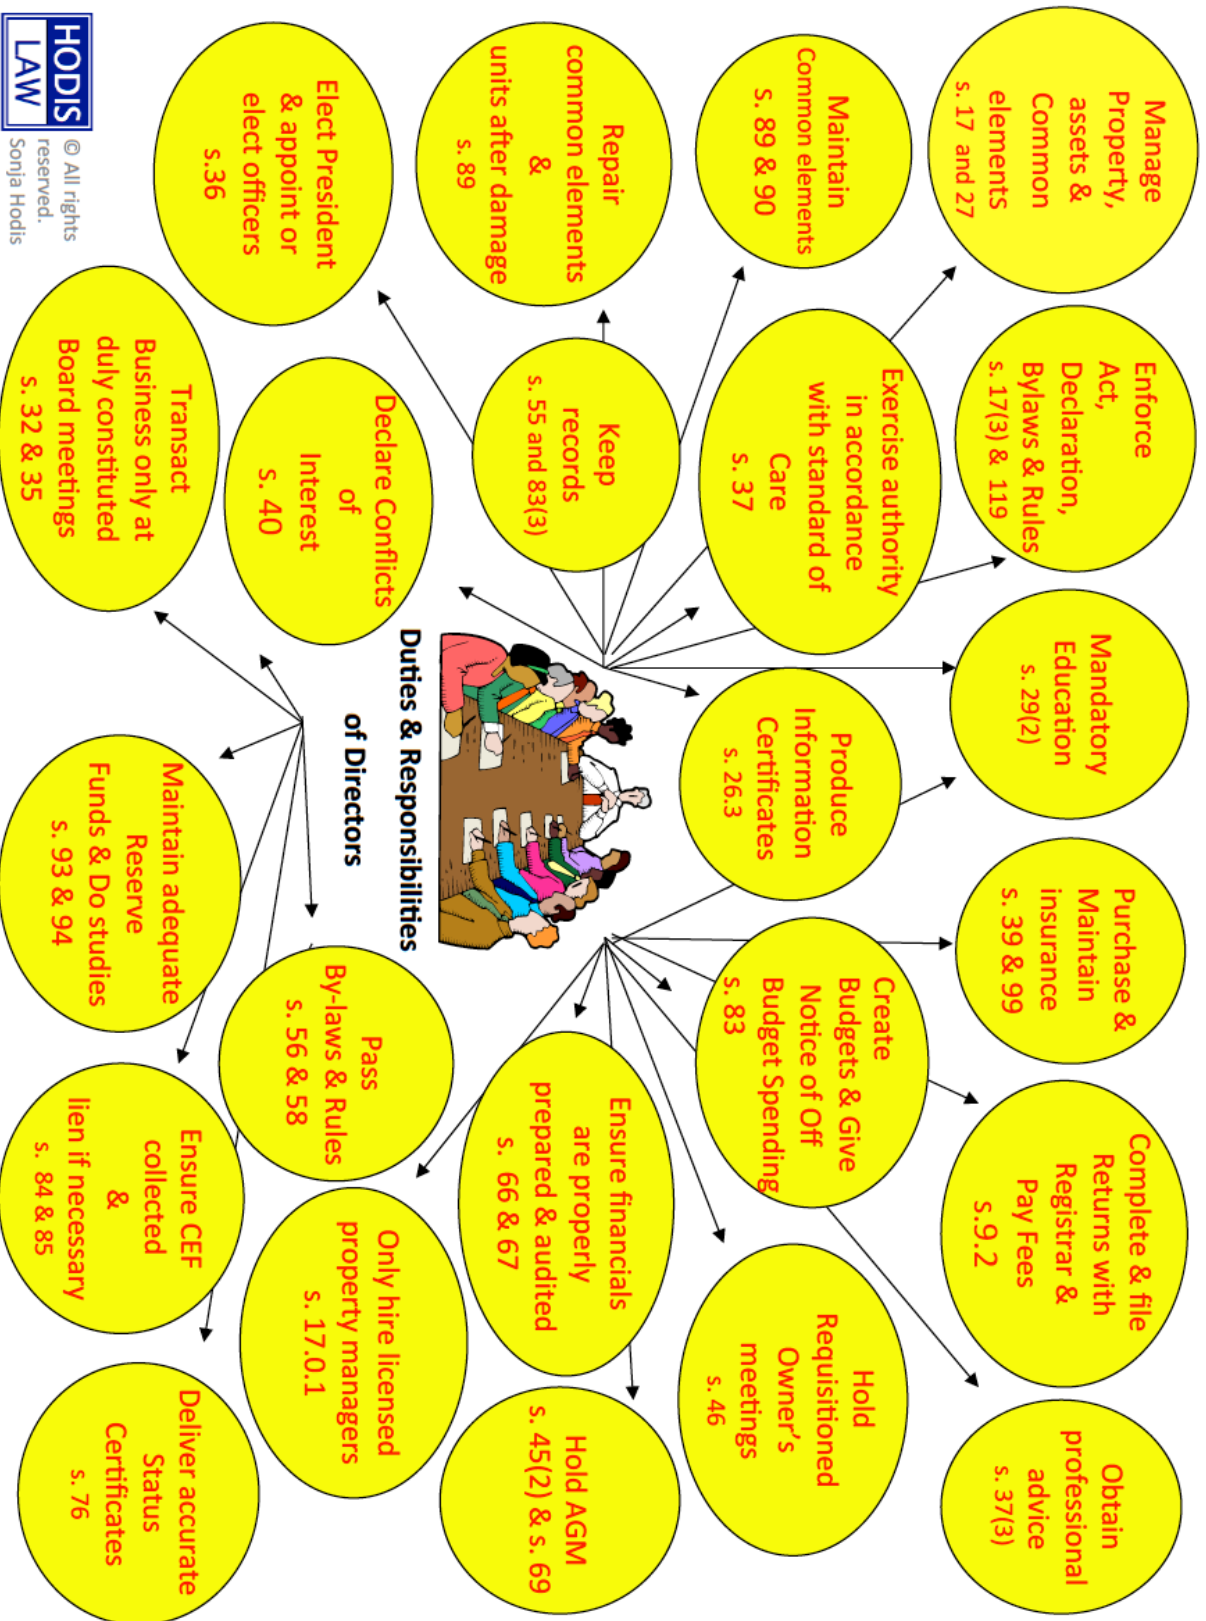 Manage
Property,
assets &
Common
elements
s. 17 and 27
Enforce
Act,
Declaration,
Bylaws & Rules
s. 17(3) & 119
Mandatory
Education
s. 29(2)
Purchase &
Maintain
insurance
s. 39 & 99
Complete & file
Returns with
Registrar &
Pay Fees
s.9.2
Obtain
professional
advice
s. 37(3)
Maintain
Common elements
s. 89 & 90
Exercise authority
in accordance
with standard of
Care
s. 37
Produce
Information
Certificates
s. 26.3
Create
Budgets & Give
Notice of Off
Budget Spending
s. 83
Hold
Requisitioned
Owner's
meetings
s. 46
Repair
common elements
&
units after damage
s. 89
Keep
records
s. 55 and 83(3)
Ensure financials
are properly
prepared & audited
s. 66 & 67
Hold AGM
s. 45(2) & s. 69
Duties & Responsibilities
of Directors
Elect President
& appoint or
elect officers
s.36
Declare Conflicts
of
Interest
s. 40
Pass
By-laws & Rules
s. 56 & 58
Only hire licensed
property managers
s. 17.0.1
Transact
Business only at
duly constituted
Board meetings
s. 32 & 35
Maintain adequate
Reserve
Funds & Do studies
s. 93 & 94
Ensure CEF
collected
&
lien if necessary
s. 84 & 85
Deliver accurate
Status
Certificates
s. 76
HODIS
LAW
© All rights
reserved.
Sonja Hodis